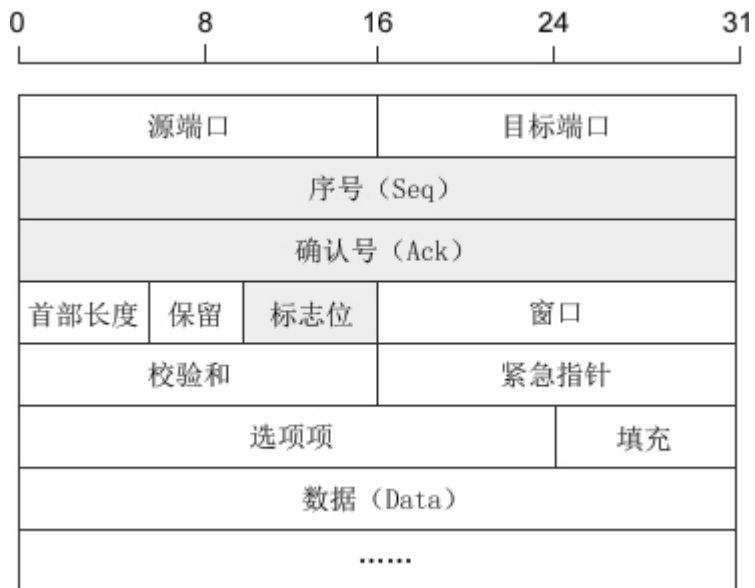 0 8 16 24 31
源端口 目标端口
序号（Seq）
确认号（Ack）
首部长度 保留 标志位 窗口
校验和 紧急指针
选项项 填充
数据（Data）
……